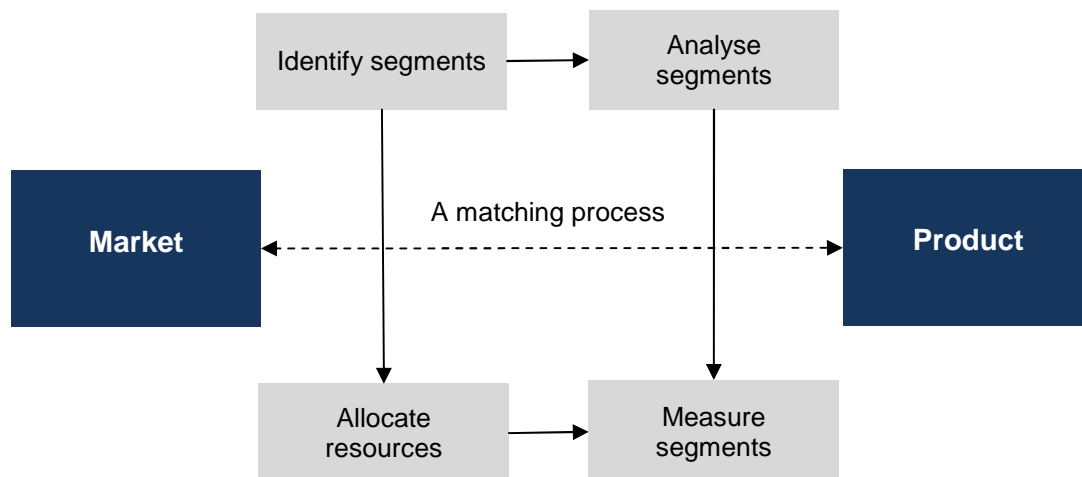 Identify segments
Analyse
segments
A matching process
Market
Product
Allocate
resources
Measure
segments